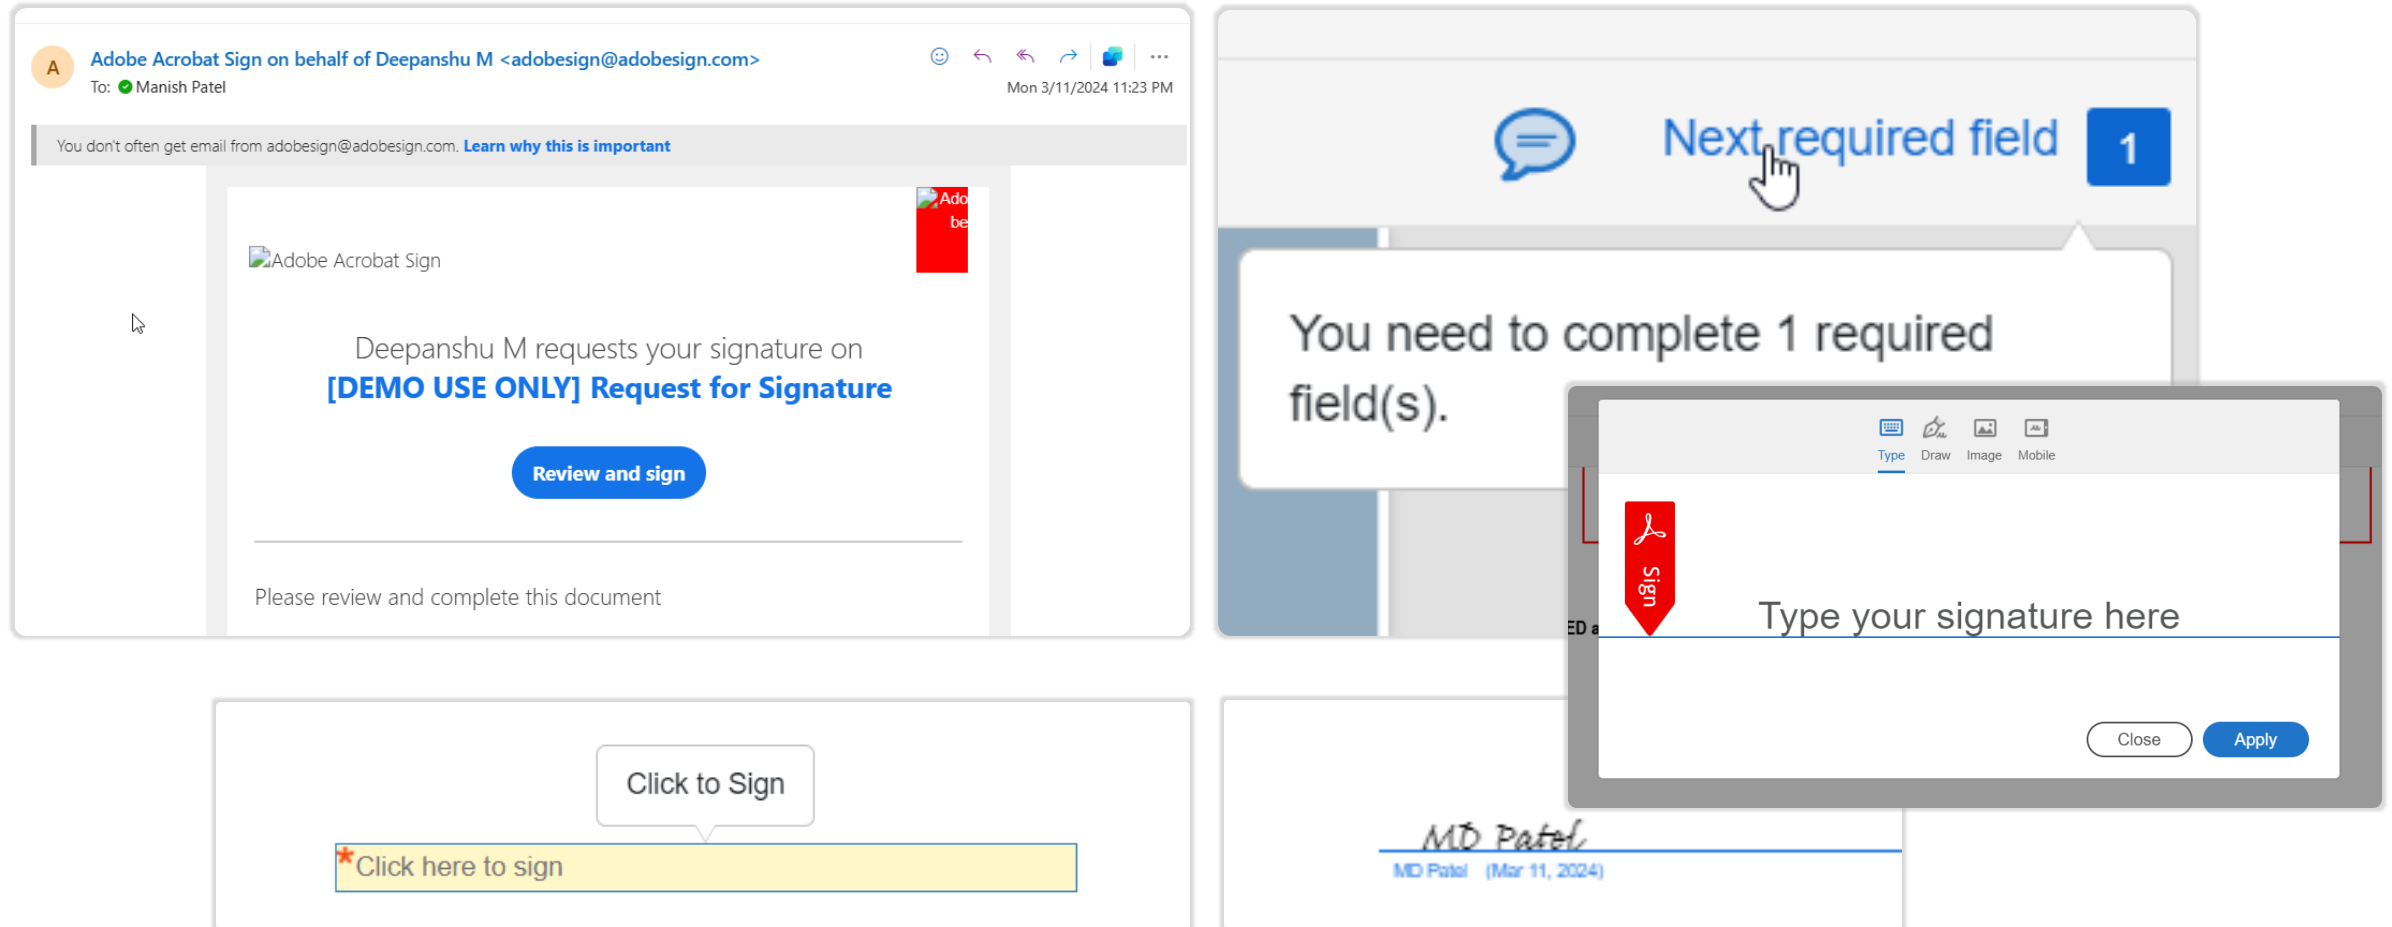 A
Adobe Acrobat Sign on behalf of Deepanshu M <adobesign@adobesign.com>
To: Manish Patel
Mon 3/11/2024 11:23 PM
You don't often get email from adobesign@adobesign.com. Learn why this is important
Ado
be
Adobe Acrobat Sign
Deepanshu M requests your signature on
[DEMO USE ONLY] Request for Signature
Review and sign
Please review and complete this document
Next required field
1
You need to complete 1 required
field(s).
Type Draw Image Mobile
Sign
Type your signature here
ED a
Close Apply
Click to Sign
*Click here to sign
MD Patel
MD Patel (Mar 11, 2024)